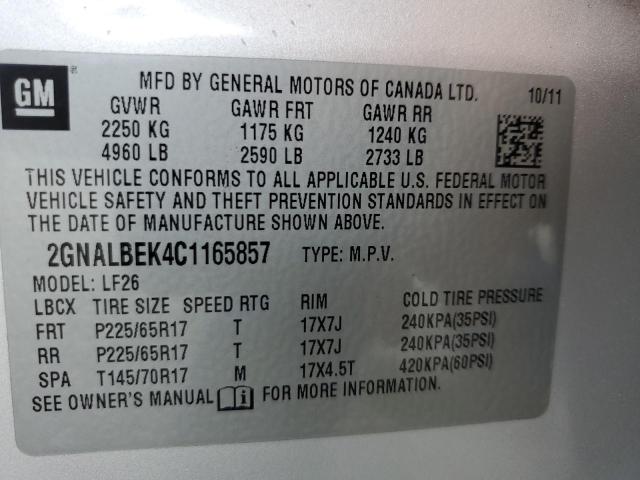 GM
MFD BY GENERAL MOTORS OF CANADA LTD. 10/11
GVWR GAWR FRT GAWR RR
2250 KG 1175 KG 1240 KG
4960 LB 2590 LB 2733 LB
THIS VEHICLE CONFORMS TO ALL APPLICABLE U.S. FEDERAL MOTOR
VEHICLE SAFETY AND THEFT PREVENTION STANDARDS IN EFFECT ON
THE DATE OF MANUFACTURE SHOWN ABOVE.
2GNALBEK4C1165857 TYPE: M.P.V.
MODEL: LF26
LBCX TIRE SIZE SPEED RTG RIM COLD TIRE PRESSURE
FRT P225/65R17 T 17X7J 240KPA(35PSI)
RR P225/65R17 T 17X7J 240KPA(35PSI)
SPA T145/70R17 M 17X4.5T 420KPA(60PSI)
SEE OWNER'S MANUAL FOR MORE INFORMATION.